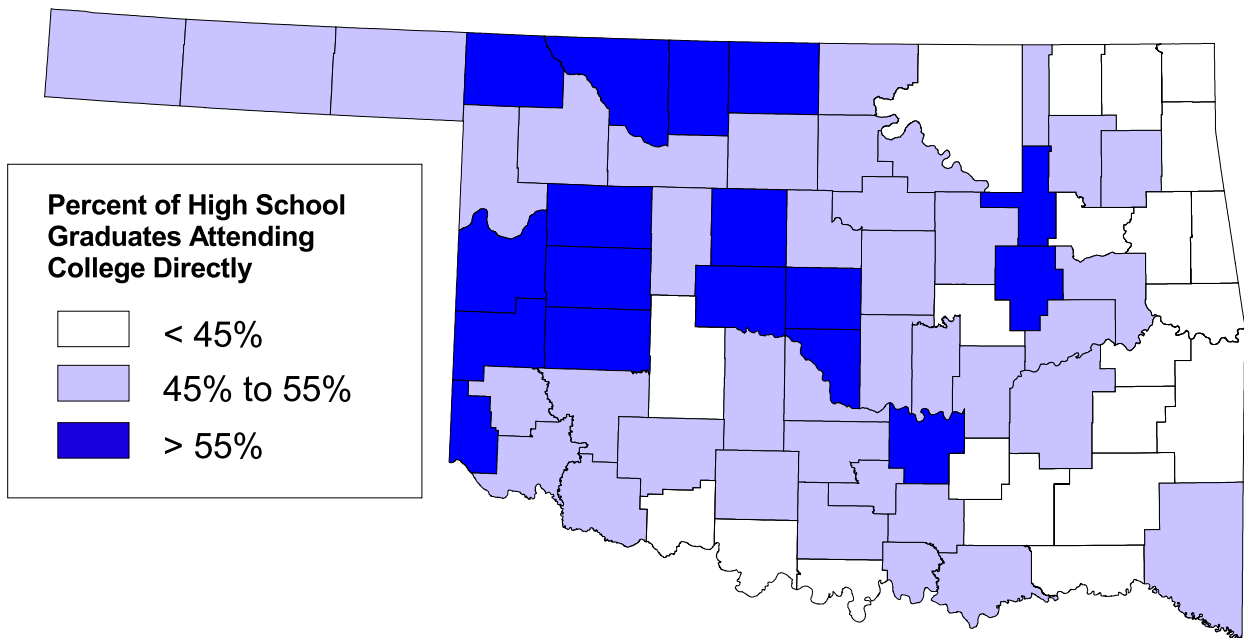 Percent of High School
Graduates Attending
College Directly
< 45%
45% to 55%
> 55%